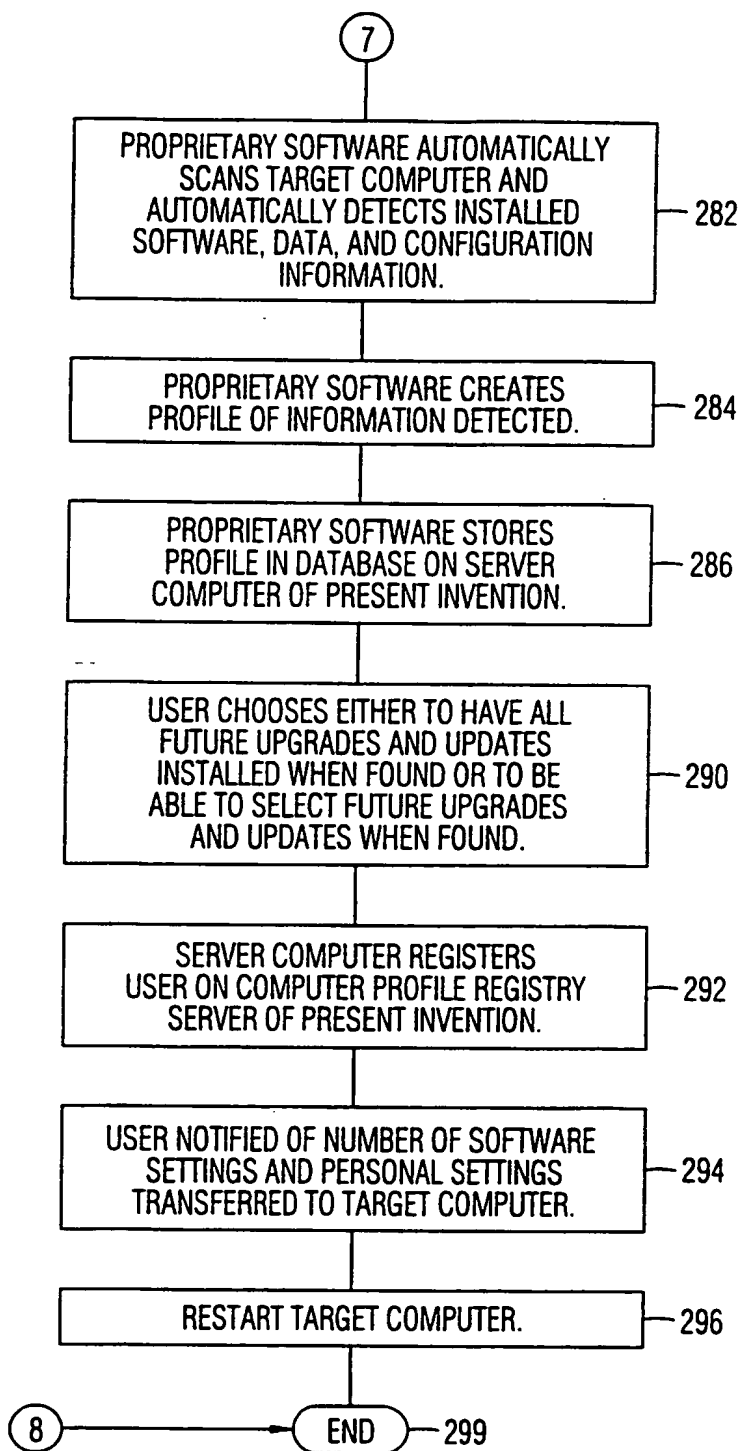 7
PROPRIETARY SOFTWARE AUTOMATICALLY
SCANS TARGET COMPUTER AND
AUTOMATICALLY DETECTS INSTALLED
SOFTWARE, DATA, AND CONFIGURATION
INFORMATION.
282
PROPRIETARY SOFTWARE CREATES
PROFILE OF INFORMATION DETECTED.
284
PROPRIETARY SOFTWARE STORES
PROFILE IN DATABASE ON SERVER
COMPUTER OF PRESENT INVENTION.
286
USER CHOOSES EITHER TO HAVE ALL
FUTURE UPGRADES AND UPDATES
INSTALLED WHEN FOUND OR TO BE
ABLE TO SELECT FUTURE UPGRADES
AND UPDATES WHEN FOUND.
290
SERVER COMPUTER REGISTERS
USER ON COMPUTER PROFILE REGISTRY
SERVER OF PRESENT INVENTION.
292
USER NOTIFIED OF NUMBER OF SOFTWARE
SETTINGS AND PERSONAL SETTINGS
TRANSFERRED TO TARGET COMPUTER.
294
RESTART TARGET COMPUTER.
296
8
END
299